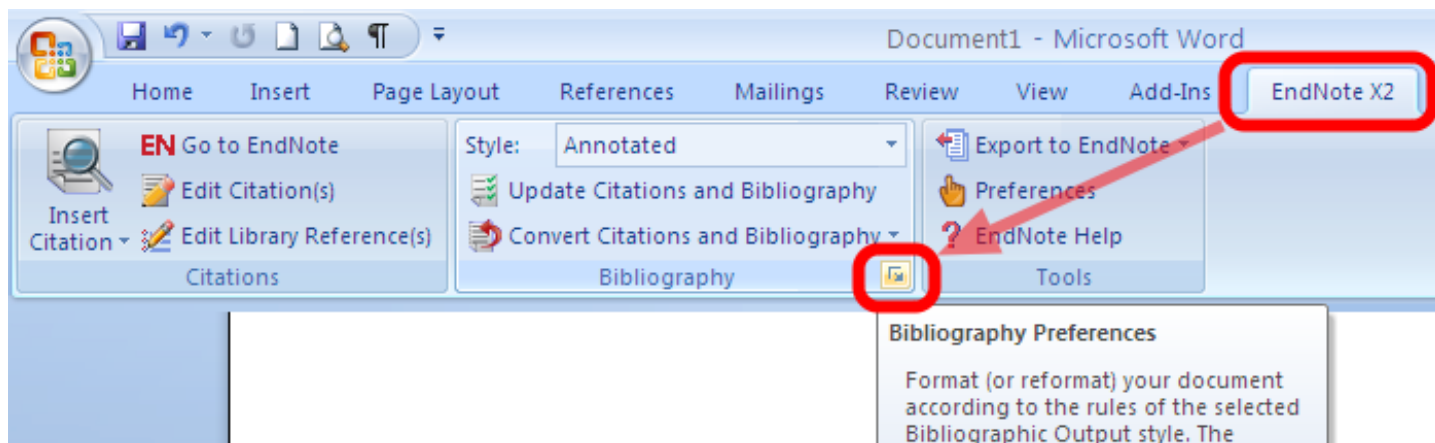 Document1 - Microsoft Word
Home Insert Page Layout References Mailings Review View Add-Ins EndNote X2
Insert
Citation
EN Go to EndNote
Edit Citation(s)
Edit Library Reference(s)
Citations
Style: Annotated
Update Citations and Bibliography
Convert Citations and Bibliography
Bibliography
Export to EndNote
Preferences
? EndNote Help
Tools
Bibliography Preferences
Format (or reformat) your document
according to the rules of the selected
Bibliographic Output style. The